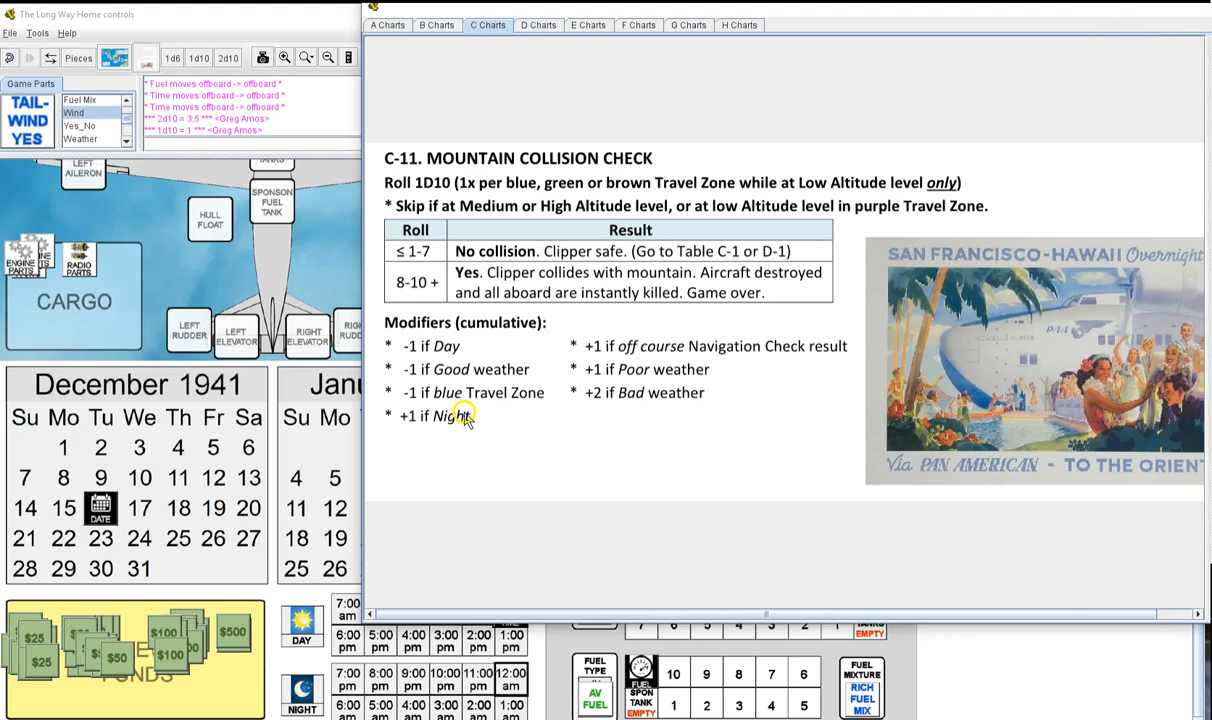 The Long Way Home controls
File Tools Help
Pieces
1d6 1d10 2d10
Game Parts
TAIL-
WIND
YES
Fuel Mix
Wind
Yes_No
Weather
* Fuel moves offboard -> offboard *
* Time moves offboard -> offboard *
* Time moves offboard -> offboard *
*** 2d10 = 3,5 *** <Greg Amos>
*** 1d10 = 1 *** <Greg Amos>
LEFT
AILERON
TANKS
SPONSON
FUEL
TANK
HULL
FLOAT
ENGINE
PARTS
RADIO
PARTS
CARGO
LEFT
RUDDER
LEFT
ELEVATOR
RIGHT
ELEVATOR
December 1941
Su Mo Tu We Th Fr Sa
1 2 3 4 5 6
7 8 9 10 11 12 13
14 15 DATE 17 18 19 20
21 22 23 24 25 26 27
28 29 30 31
Su Mo
4 5
11 12
18 19
25 26
$25
$25
$50
$100
$100
$500
DAY
7:00
am
6:00 5:00 4:00 3:00 2:00 1:00
pm pm pm pm pm pm
NIGHT
7:00 8:00 9:00 10:00 11:00 12:00
pm pm pm pm pm am
6:00 5:00 4:00 3:00 2:00 1:00
A Charts B Charts C Charts D Charts E Charts F Charts G Charts H Charts
C-11. MOUNTAIN COLLISION CHECK
Roll 1D10 (1x per blue, green or brown Travel Zone while at Low Altitude level only)
* Skip if at Medium or High Altitude level, or at low Altitude level in purple Travel Zone.
Roll Result
≤ 1-7 No collision. Clipper safe. (Go to Table C-1 or D-1)
8-10 + Yes. Clipper collides with mountain. Aircraft destroyed
and all aboard are instantly killed. Game over.
Modifiers (cumulative):
* -1 if Day
* -1 if Good weather
* -1 if blue Travel Zone
* +1 if Night
* +1 if off course Navigation Check result
* +1 if Poor weather
* +2 if Bad weather
SAN FRANCISCO-HAWAII Overnight
PAA
Via PAN AMERICAN - TO THE ORIENT
7 6 5 4 3 2 1
TANKS
EMPTY
FUEL
TYPE
AV
FUEL
FUEL
SPON
TANK
EMPTY
10 9 8 7 6
1 2 3 4 5
FUEL
MIXTURE
RICH
FUEL
MIX